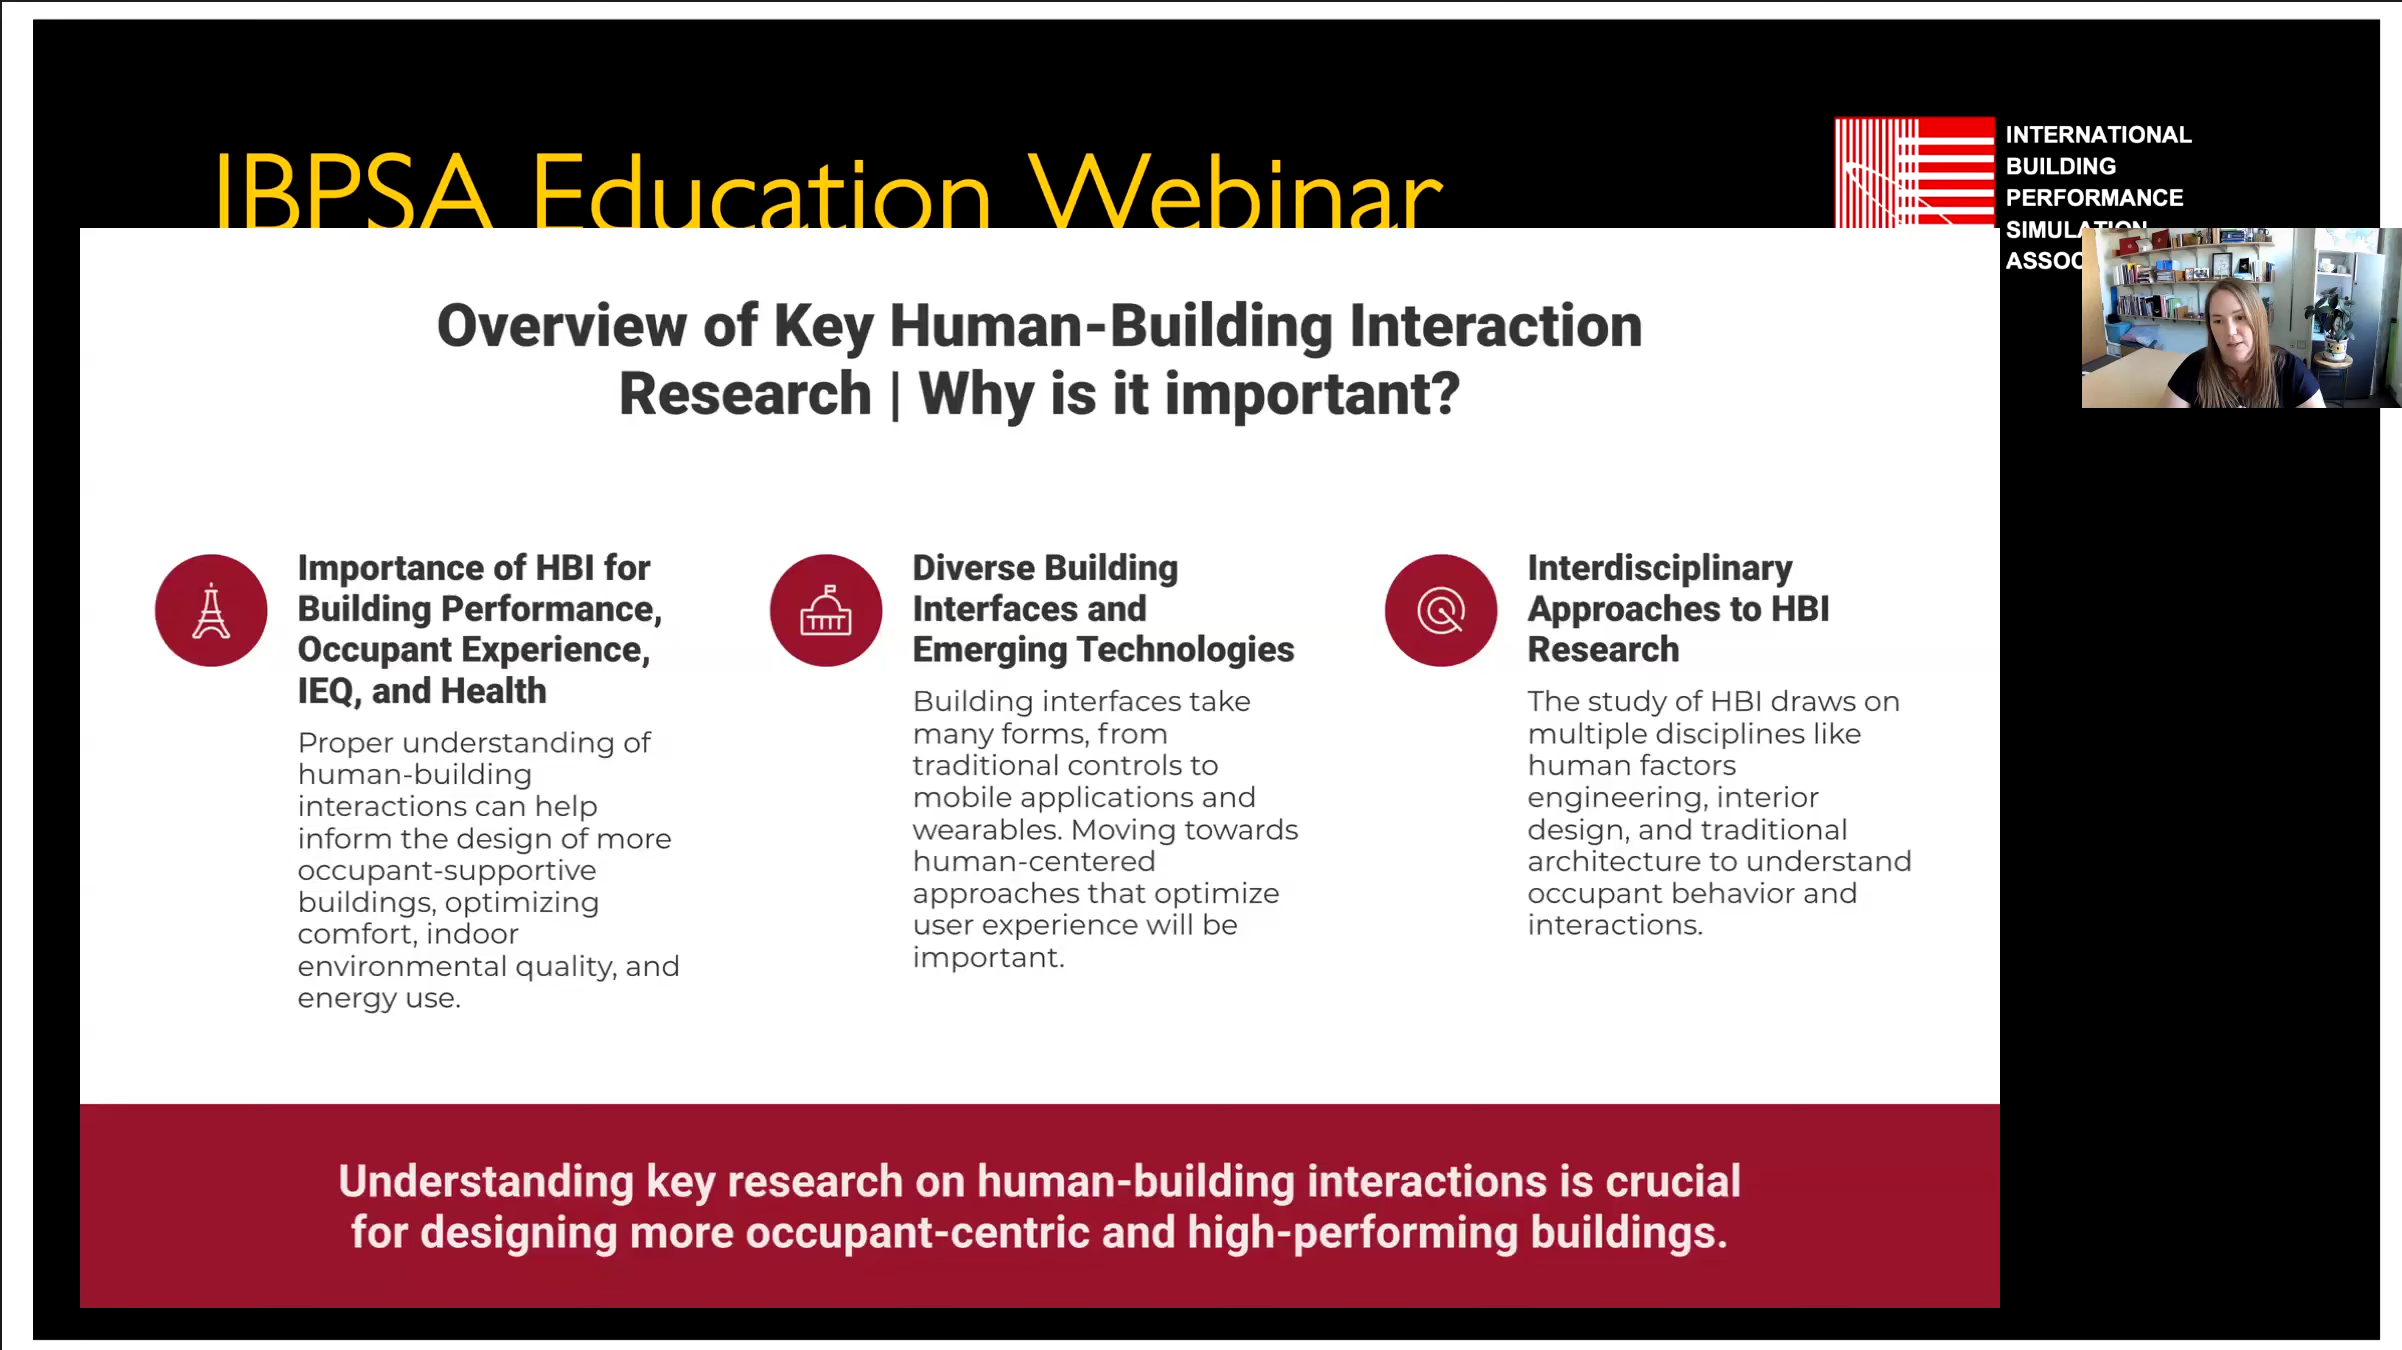 IBPSA Education Webinar
INTERNATIONAL
BUILDING
PERFORMANCE
SIMULATION
Overview of Key Human-Building Interaction
Research | Why is it important?
Importance of HBI for
Building Performance,
Occupant Experience,
IEQ, and Health
Proper understanding of
human-building
interactions can help
inform the design of more
occupant-supportive
buildings, optimizing
comfort, indoor
environmental quality, and
energy use.
Diverse Building
Interfaces and
Emerging Technologies
Building interfaces take
many forms, from
traditional controls to
mobile applications and
wearables. Moving towards
human-centered
approaches that optimize
user experience will be
important.
Interdisciplinary
Approaches to HBI
Research
The study of HBI draws on
multiple disciplines like
human factors
engineering, interior
design, and traditional
architecture to understand
occupant behavior and
interactions.
Understanding key research on human-building interactions is crucial
for designing more occupant-centric and high-performing buildings.